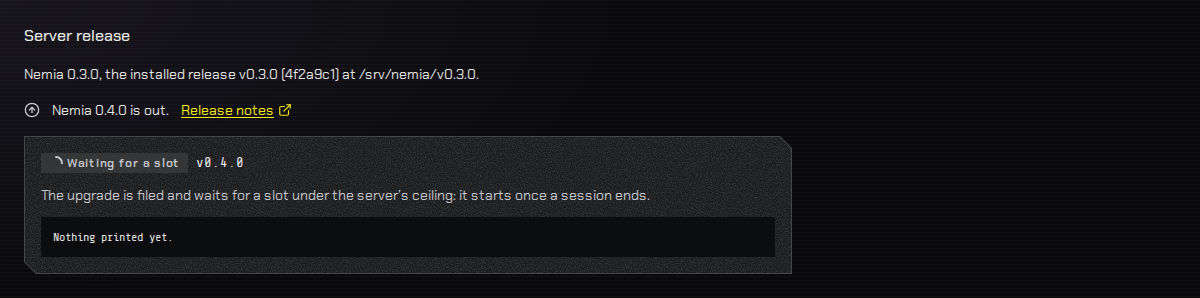 Server release
Nemia 0.3.0, the installed release v0.3.0 (4f2a9c1) at /srv/nemia/v0.3.0.
Nemia 0.4.0 is out. Release notes
Waiting for a slot v0.4.0
The upgrade is filed and waits for a slot under the server's ceiling: it starts once a session ends.
Nothing printed yet.